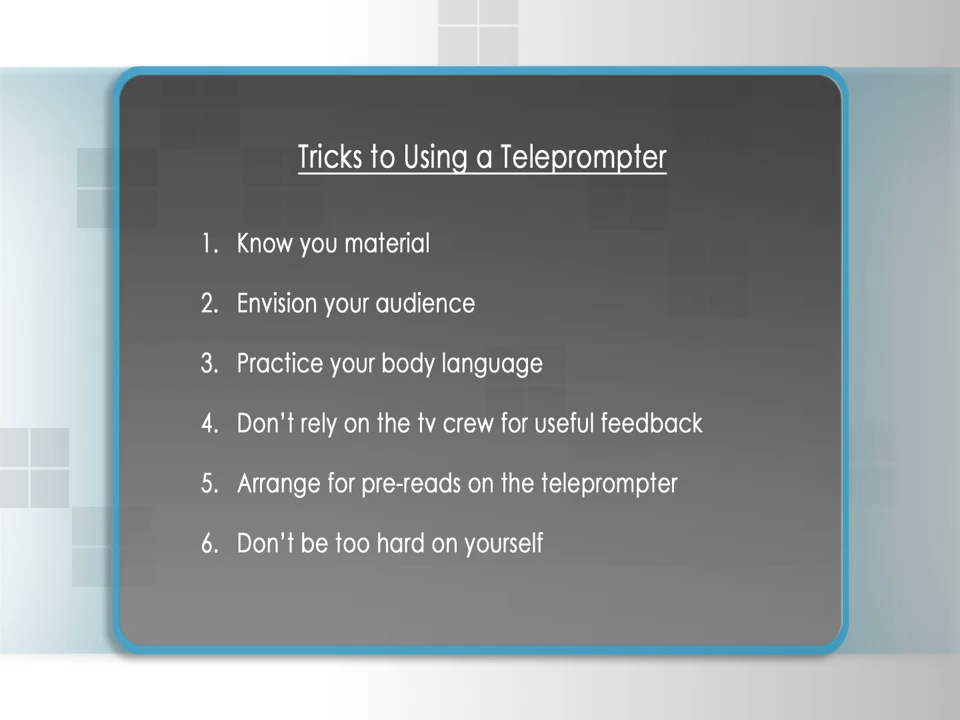 Tricks to Using a Teleprompter
1. Know you material
2. Envision your audience
3. Practice your body language
4. Don't rely on the tv crew for useful feedback
5. Arrange for pre-reads on the teleprompter
6. Don't be too hard on yourself